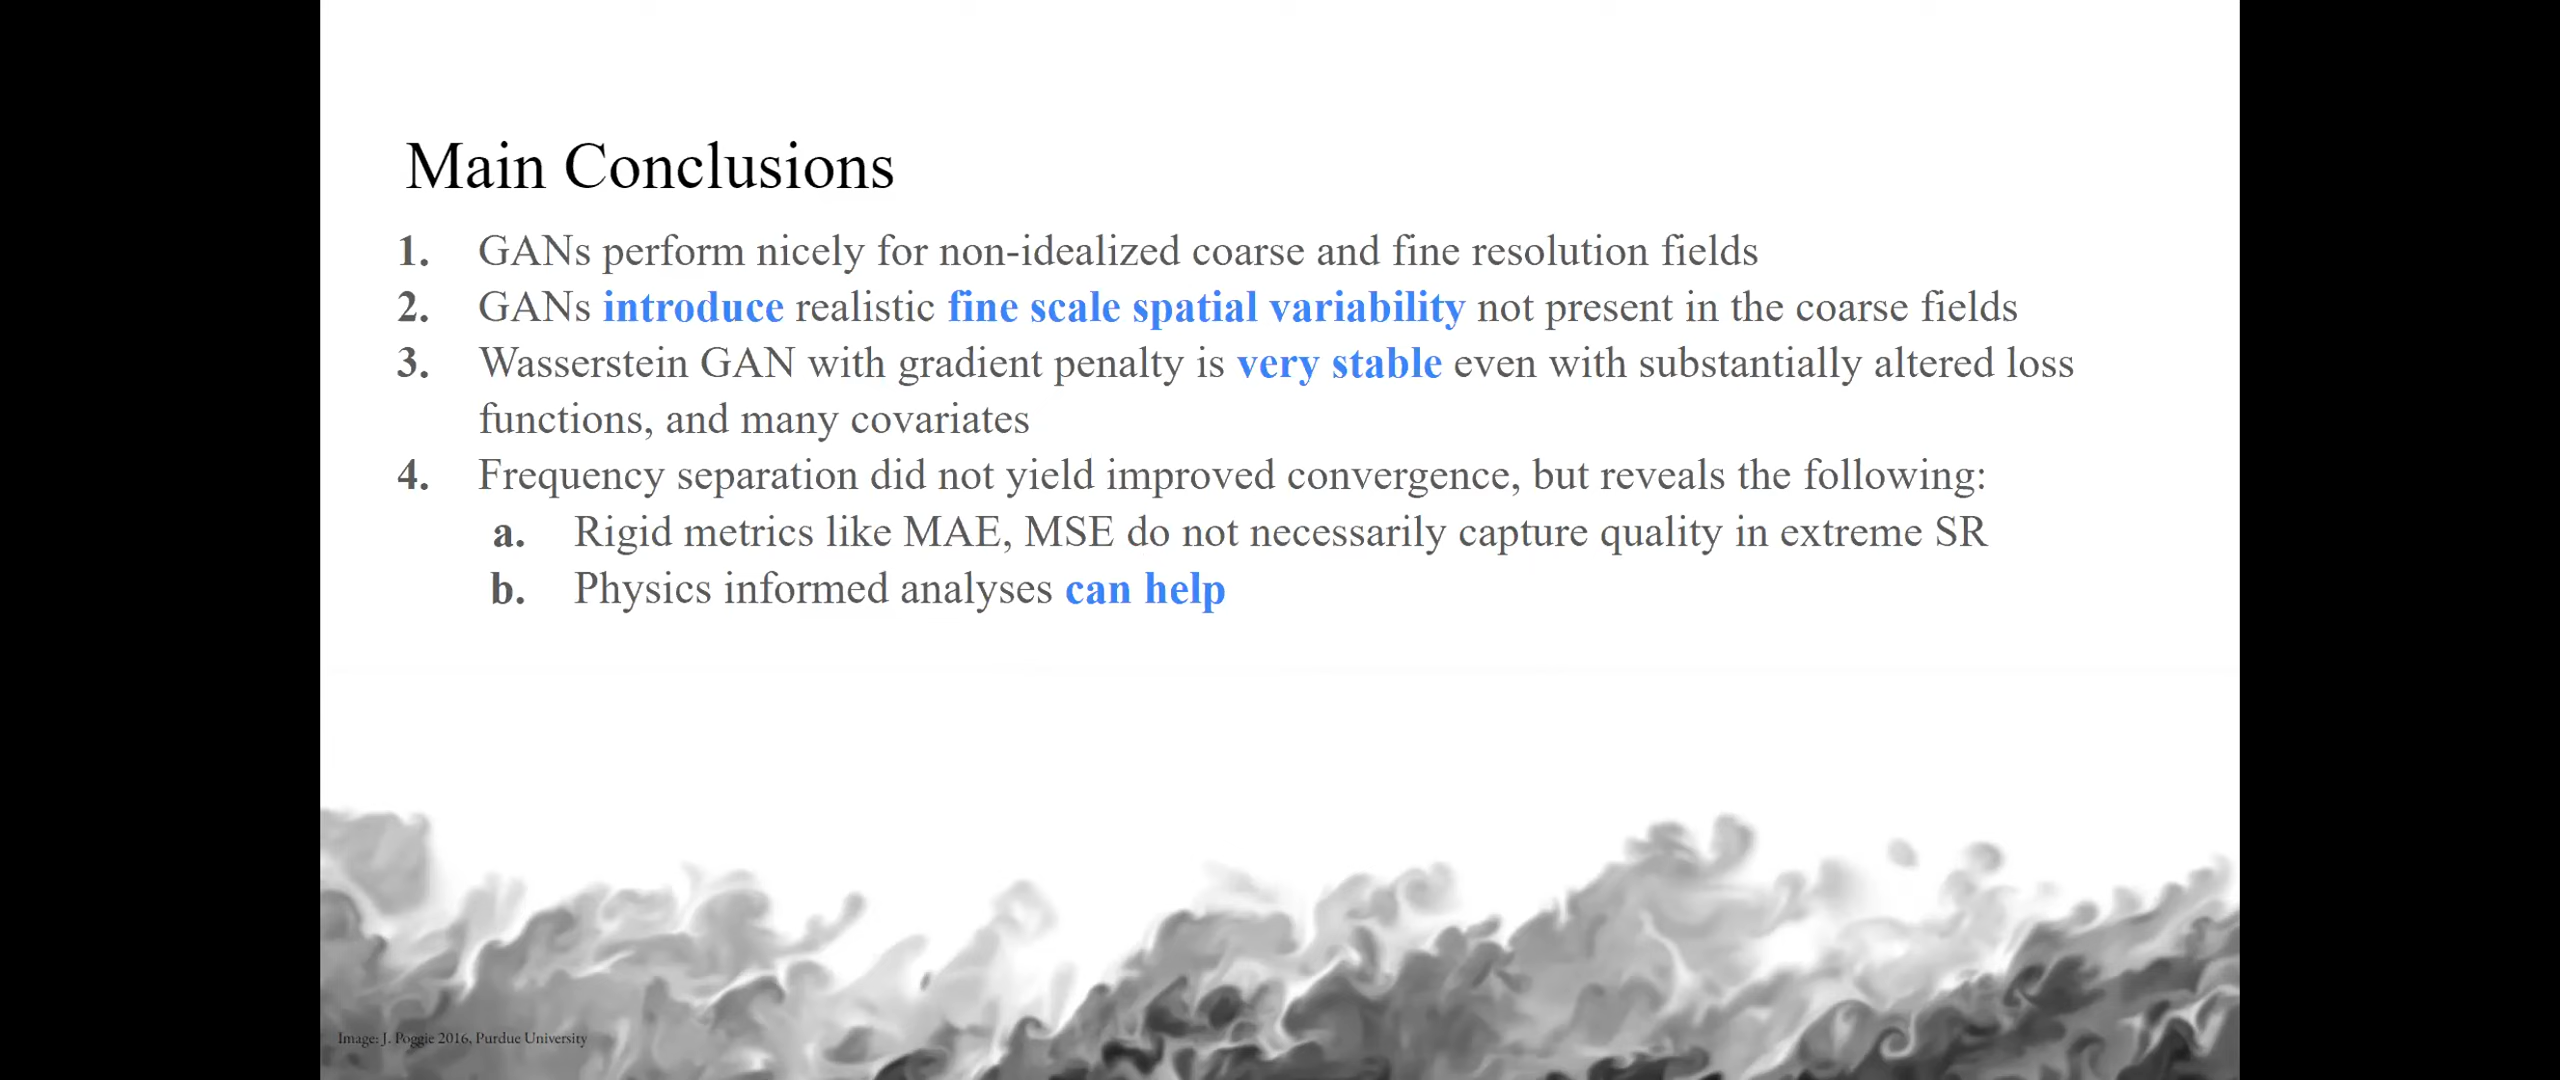 Main Conclusions
1. GANs perform nicely for non-idealized coarse and fine resolution fields
2. GANs introduce realistic fine scale spatial variability not present in the coarse fields
3. Wasserstein GAN with gradient penalty is very stable even with substantially altered loss
functions, and many covariates
4. Frequency separation did not yield improved convergence, but reveals the following:
a. Rigid metrics like MAE, MSE do not necessarily capture quality in extreme SR
b. Physics informed analyses can help
Image: J. Poggie 2016, Purdue University